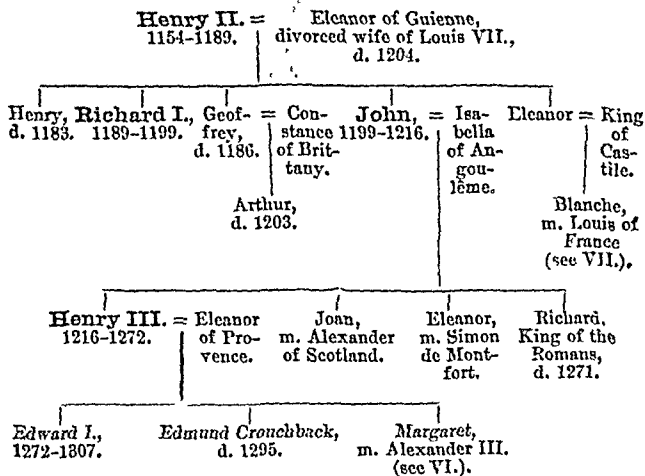 Henry II. = Eleanor of Guienne,
1154-1189. divorced wife of Louis VII.,
d. 1204.
Henry, Richard I., Geof- = Con- John, = Isa- Eleanor = King
d. 1183. 1189-1199. frey, stance 1199-1216. bella of
d. 1186. of Brit- of An- Cas-
tany. gou- tile.
lême.
Arthur, Blanche,
d. 1203. m. Louis of
France
(see VII.).
Henry III. = Eleanor Joan, Eleanor, Richard,
1216-1272. of Pro- m. Alexander m. Simon King of the
vence. of Scotland. de Mont- Romans,
fort. d. 1271.
Edward I., Edmund Crouchback, Margaret,
1272-1307. d. 1295. m. Alexander III.
(see VI.).